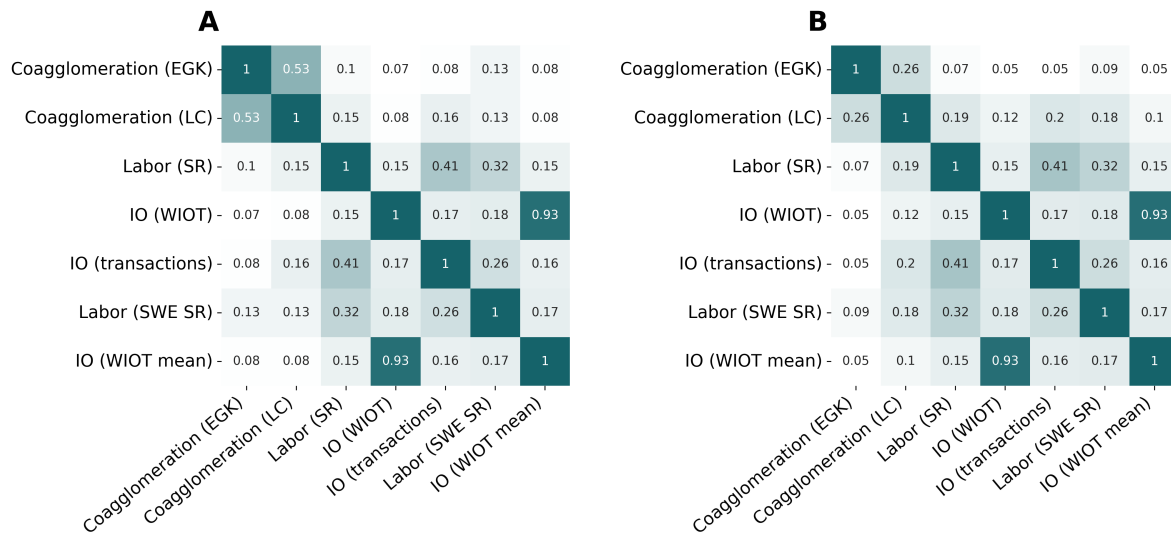 A
Coagglomeration (EGK) 1 0.53 0.1 0.07 0.08 0.13 0.08
Coagglomeration (LC) 0.53 1 0.15 0.08 0.16 0.13 0.08
Labor (SR) 0.1 0.15 1 0.15 0.41 0.32 0.15
IO (WIOT) 0.07 0.08 0.15 1 0.17 0.18 0.93
IO (transactions) 0.08 0.16 0.41 0.17 1 0.26 0.16
Labor (SWE SR) 0.13 0.13 0.32 0.18 0.26 1 0.17
IO (WIOT mean) 0.08 0.08 0.15 0.93 0.16 0.17 1
Coagglomeration (EGK)
Coagglomeration (LC)
Labor (SR)
IO (WIOT)
IO (transactions)
Labor (SWE SR)
IO (WIOT mean)
B
Coagglomeration (EGK) 1 0.26 0.07 0.05 0.05 0.09 0.05
Coagglomeration (LC) 0.26 1 0.19 0.12 0.2 0.18 0.1
Labor (SR) 0.07 0.19 1 0.15 0.41 0.32 0.15
IO (WIOT) 0.05 0.12 0.15 1 0.17 0.18 0.93
IO (transactions) 0.05 0.2 0.41 0.17 1 0.26 0.16
Labor (SWE SR) 0.09 0.18 0.32 0.18 0.26 1 0.17
IO (WIOT mean) 0.05 0.1 0.15 0.93 0.16 0.17 1
Coagglomeration (EGK)
Coagglomeration (LC)
Labor (SR)
IO (WIOT)
IO (transactions)
Labor (SWE SR)
IO (WIOT mean)